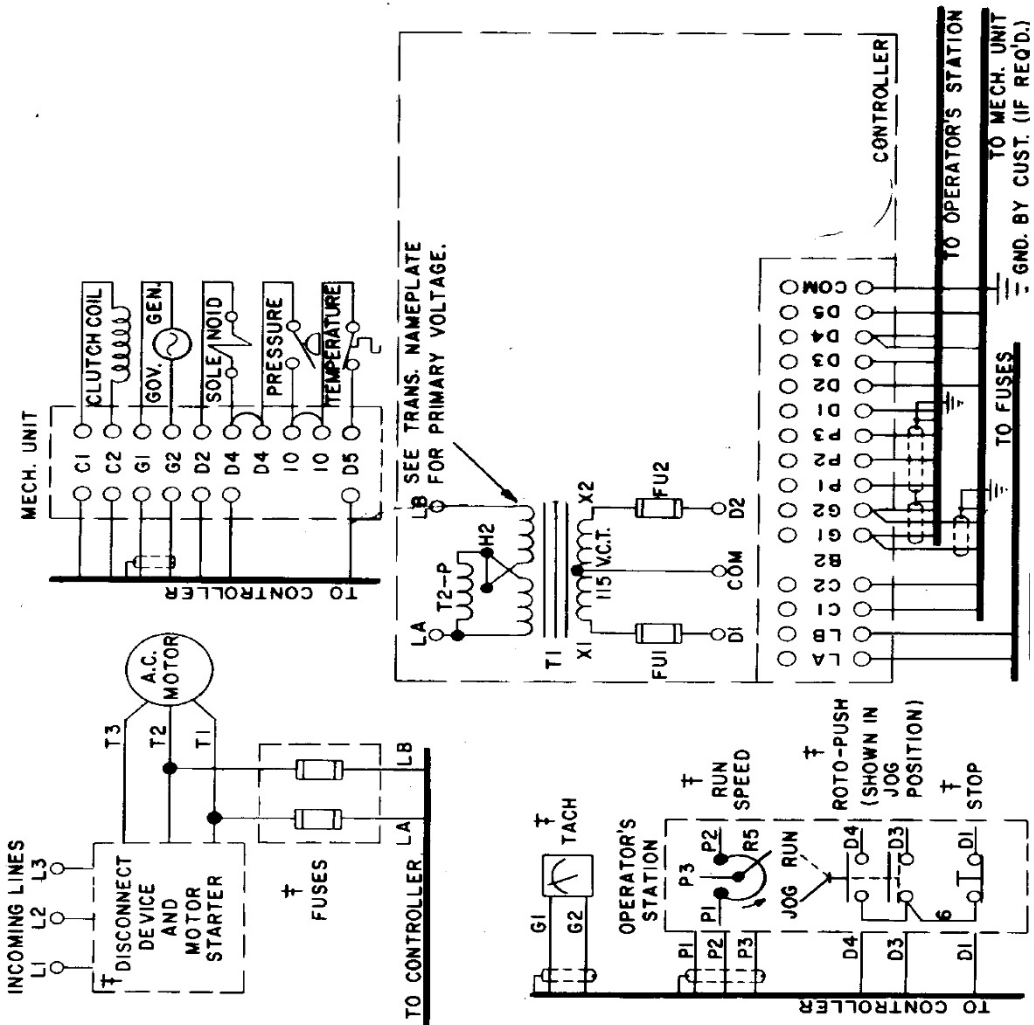 INCOMING LINES
L1
L2
L3
DISCONNECT
DEVICE
AND
MOTOR
STARTER
T3
T2
T1
A.C.
MOTOR
FUSES
LA
LB
TO CONTROLLER
MECH. UNIT
C1
C2
G1
G2
D2
D4
D4
10
10
D5
CLUTCH COIL
GOV. GEN.
SOLENOID
PRESSURE
TEMPERATURE
TO CONTROLLER
SEE TRANS. NAMEPLATE
FOR PRIMARY VOLTAGE.
LA
LB
T2-P
H2
T1
X1
115 V.C.T.
X2
FU1
FU2
D1
COM
D2
CONTROLLER
LA
LB
C1
C2
B2
G1
G2
P1
P2
P3
D1
D2
D3
D4
D5
COM
TO OPERATOR'S STATION
TO MECH. UNIT
GND. BY CUST. (IF REQ'D.)
TO FUSES
TACH
G1
G2
OPERATOR'S
STATION
P1
P2
P3
P1
P3
P2
R5
RUN
SPEED
JOG
RUN
ROTO-PUSH
(SHOWN IN
JOG
POSITION)
D4
D4
D3
D3
6
D1
D1
STOP
TO CONTROLLER